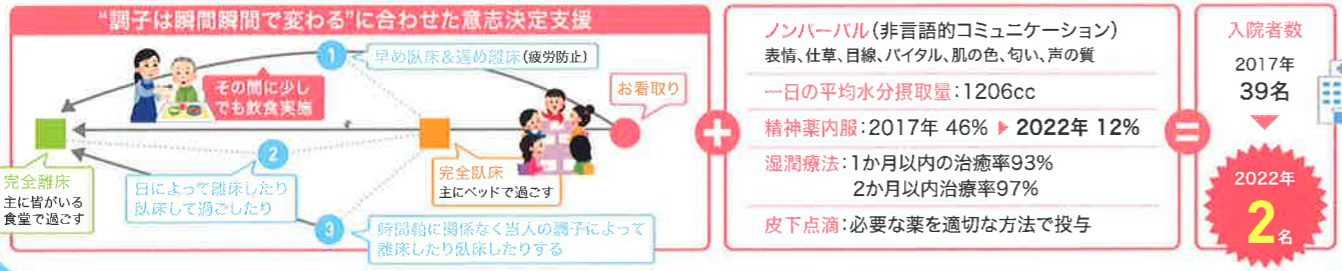 “調子は瞬間瞬間で変わる”に合わせた意志決定支援
1
早め臥床&遅め離床(疲労防止)
その間に少し
でも飲食実施
お看取り
2
完全離床
主に皆がいる
食堂で過ごす
日によって離床したり
臥床して過ごしたり
完全臥床
主にベッドで過ごす
3
時間軸に関係なく当人の調子によって
離床したり臥床したりする
+
ノンバーバル(非言語的コミュニケーション)
表情、仕草、目線、バイタル、肌の色、匂い、声の質
一日の平均水分摂取量:1206cc
精神薬内服:2017年 46% ▶ 2022年 12%
湿潤療法:1か月以内の治癒率93%
2か月以内治療率97%
皮下点滴:必要な薬を適切な方法で投与
=
入院者数
2017年
39名
2022年
2名